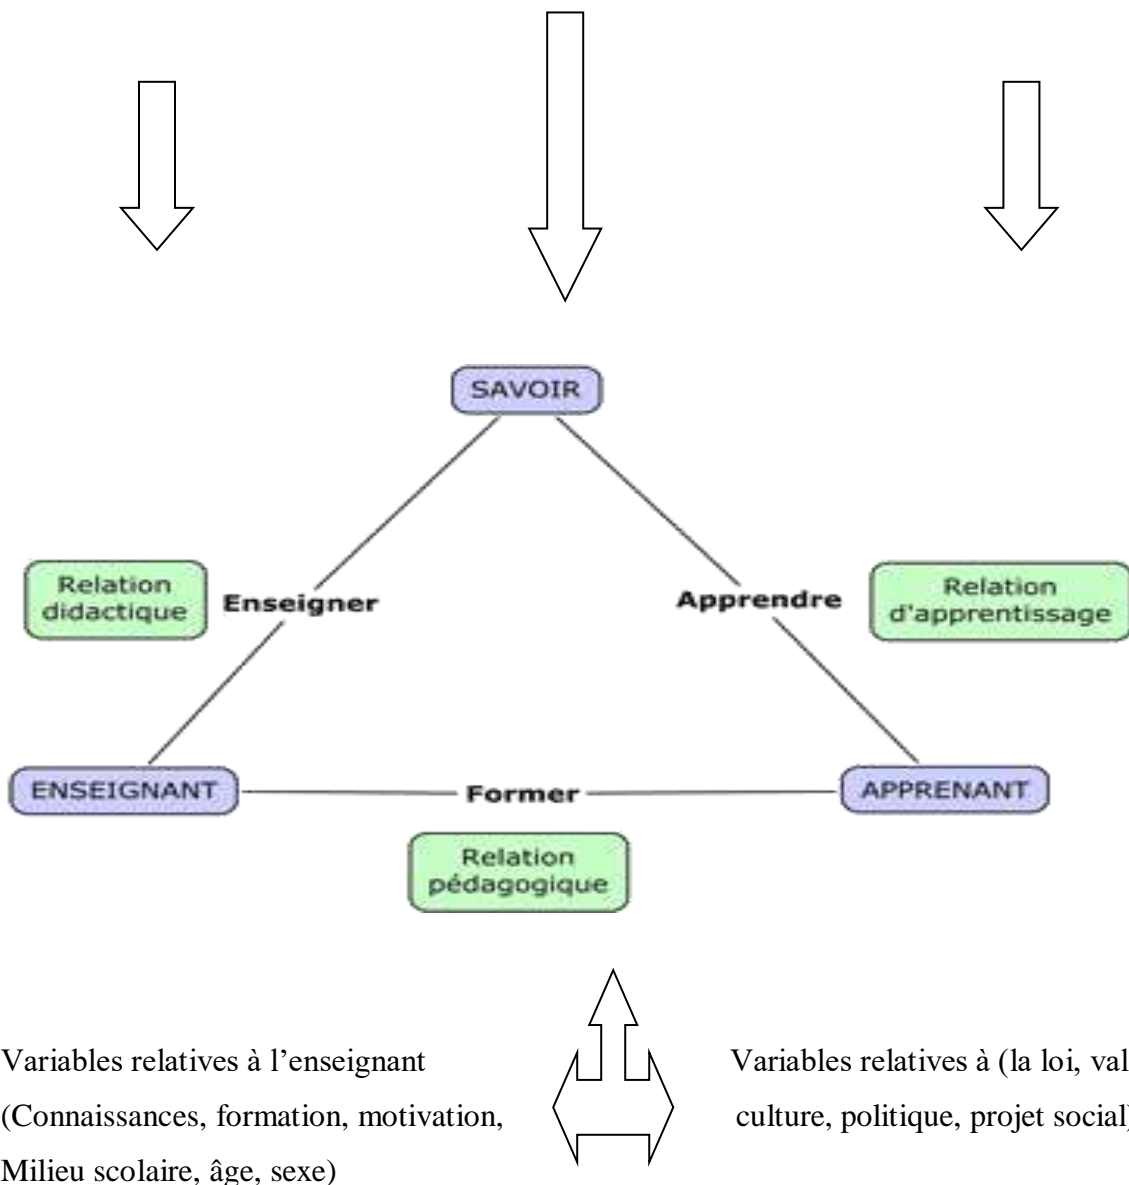 SAVOIR
Relation
didactique
Enseigner
Apprendre
Relation
d'apprentissage
ENSEIGNANT
Former
APPRENANT
Relation
pédagogique
Variables relatives à l’enseignant
(Connaissances, formation, motivation,
Milieu scolaire, âge, sexe)
Variables relatives à (la loi,
culture, politique, projet social)